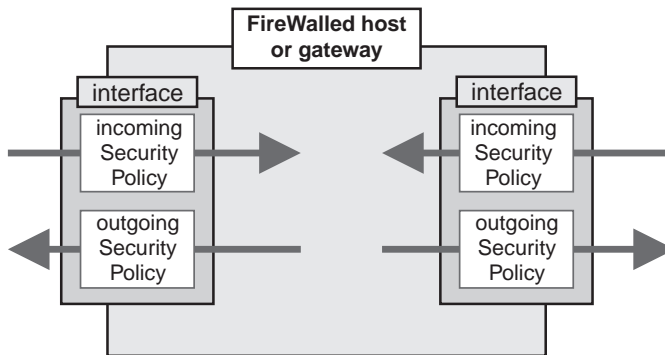 FireWalled host
or gateway
interface
incoming
Security
Policy
outgoing
Security
Policy
interface
incoming
Security
Policy
outgoing
Security
Policy